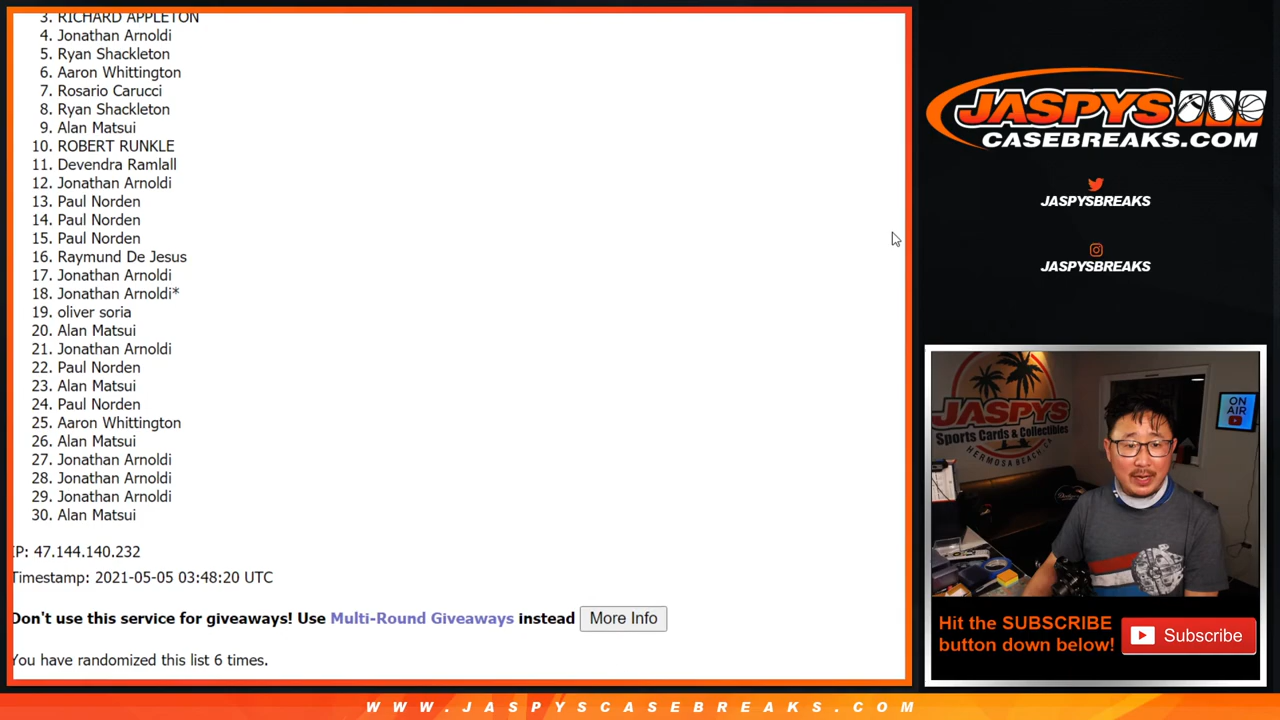 3. RICHARD APPLETON
4. Jonathan Arnoldi
5. Ryan Shackleton
6. Aaron Whittington
7. Rosario Carucci
8. Ryan Shackleton
9. Alan Matsui
10. ROBERT RUNKLE
11. Devendra Ramlall
12. Jonathan Arnoldi
13. Paul Norden
14. Paul Norden
15. Paul Norden
16. Raymund De Jesus
17. Jonathan Arnoldi
18. Jonathan Arnoldi*
19. oliver soria
20. Alan Matsui
21. Jonathan Arnoldi
22. Paul Norden
23. Alan Matsui
24. Paul Norden
25. Aaron Whittington
26. Alan Matsui
27. Jonathan Arnoldi
28. Jonathan Arnoldi
29. Jonathan Arnoldi
30. Alan Matsui
IP: 47.144.140.232
Timestamp: 2021-05-05 03:48:20 UTC
Don't use this service for giveaways! Use Multi-Round Giveaways instead More Info
You have randomized this list 6 times.
JASPYS
CASEBREAKS.COM
JASPYSBREAKS
JASPYSBREAKS
JASPYS
Sports Cards & Collectibles
HERMOSA BEACH, CA
ON
AIR
Hit the SUBSCRIBE
button down below!
Subscribe
WWW.JASPYSCASEBREAKS.COM